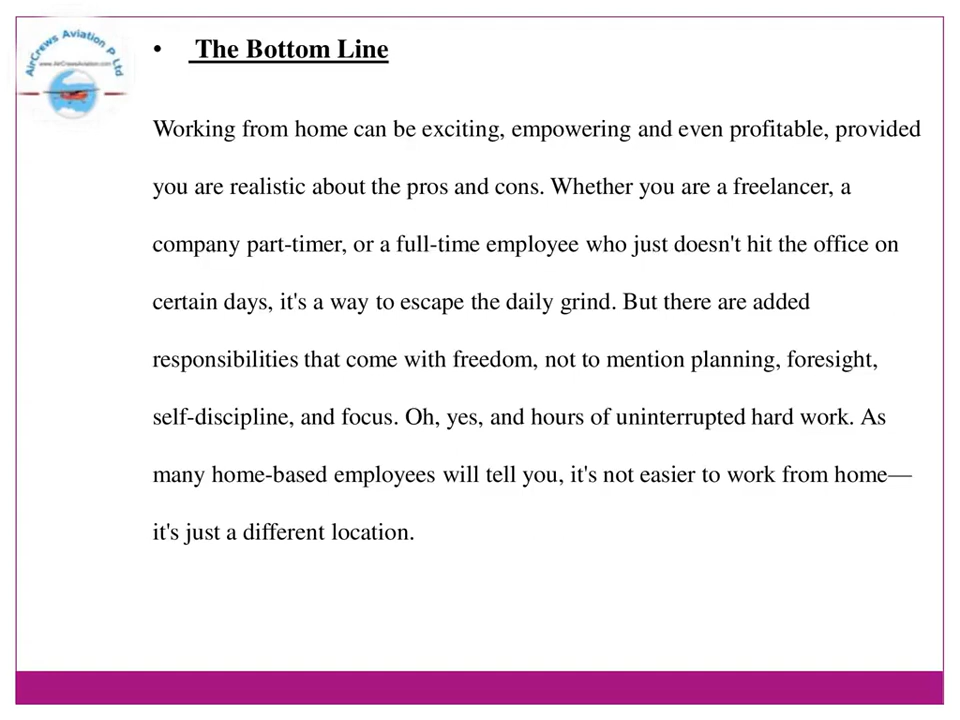 AirCrews Aviation P Ltd
www.AirCrewsAviation.com
• The Bottom Line
Working from home can be exciting, empowering and even profitable, provided
you are realistic about the pros and cons. Whether you are a freelancer, a
company part-timer, or a full-time employee who just doesn't hit the office on
certain days, it's a way to escape the daily grind. But there are added
responsibilities that come with freedom, not to mention planning, foresight,
self-discipline, and focus. Oh, yes, and hours of uninterrupted hard work. As
many home-based employees will tell you, it's not easier to work from home—
it's just a different location.